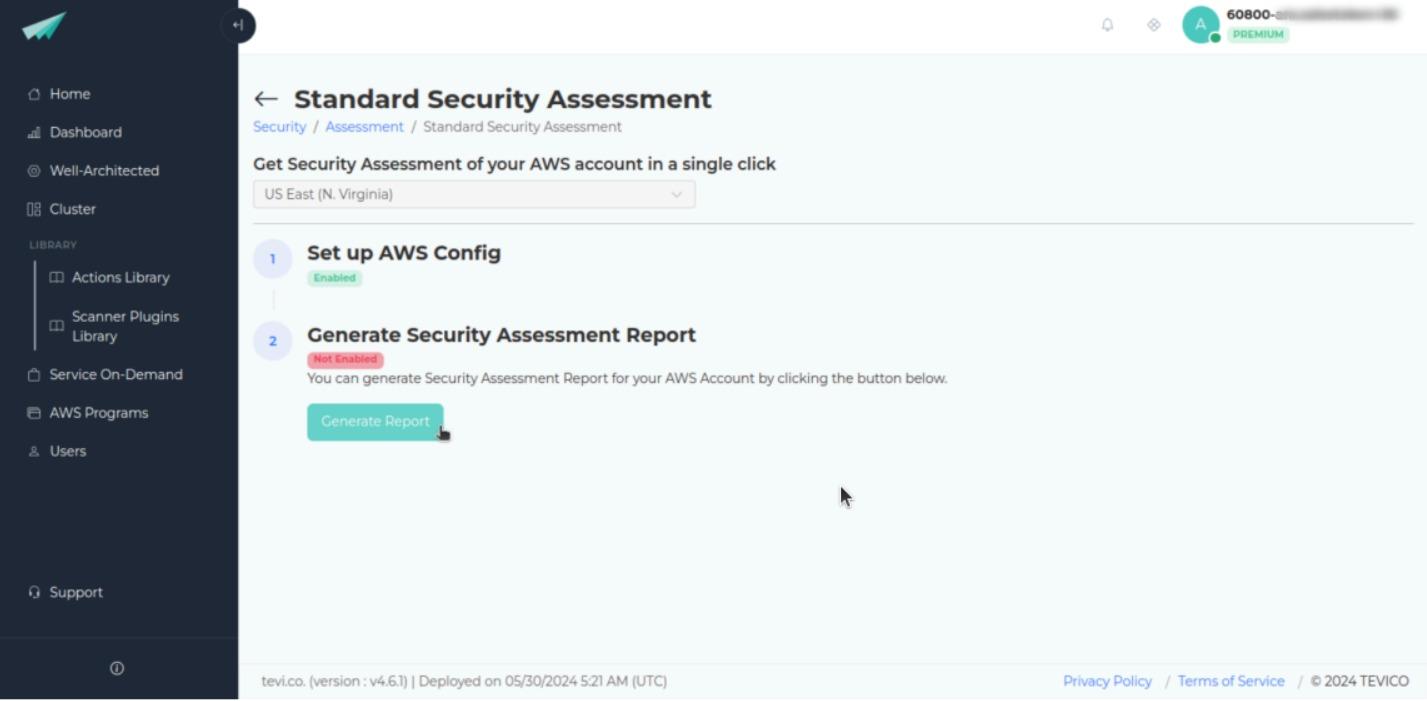 60800-
A
PREMIUM
Home
Dashboard
Well-Architected
Cluster
LIBRARY
Actions Library
Scanner Plugins
Library
Service On-Demand
AWS Programs
Users
Support
Standard Security Assessment
Security / Assessment / Standard Security Assessment
Get Security Assessment of your AWS account in a single click
US East (N. Virginia)
1
Set up AWS Config
Enabled
2
Generate Security Assessment Report
Not Enabled
You can generate Security Assessment Report for your AWS Account by clicking the button below.
Generate Report
tevi.co. (version : v4.6.1) | Deployed on 05/30/2024 5:21 AM (UTC)
Privacy Policy / Terms of Service / © 2024 TEVICO